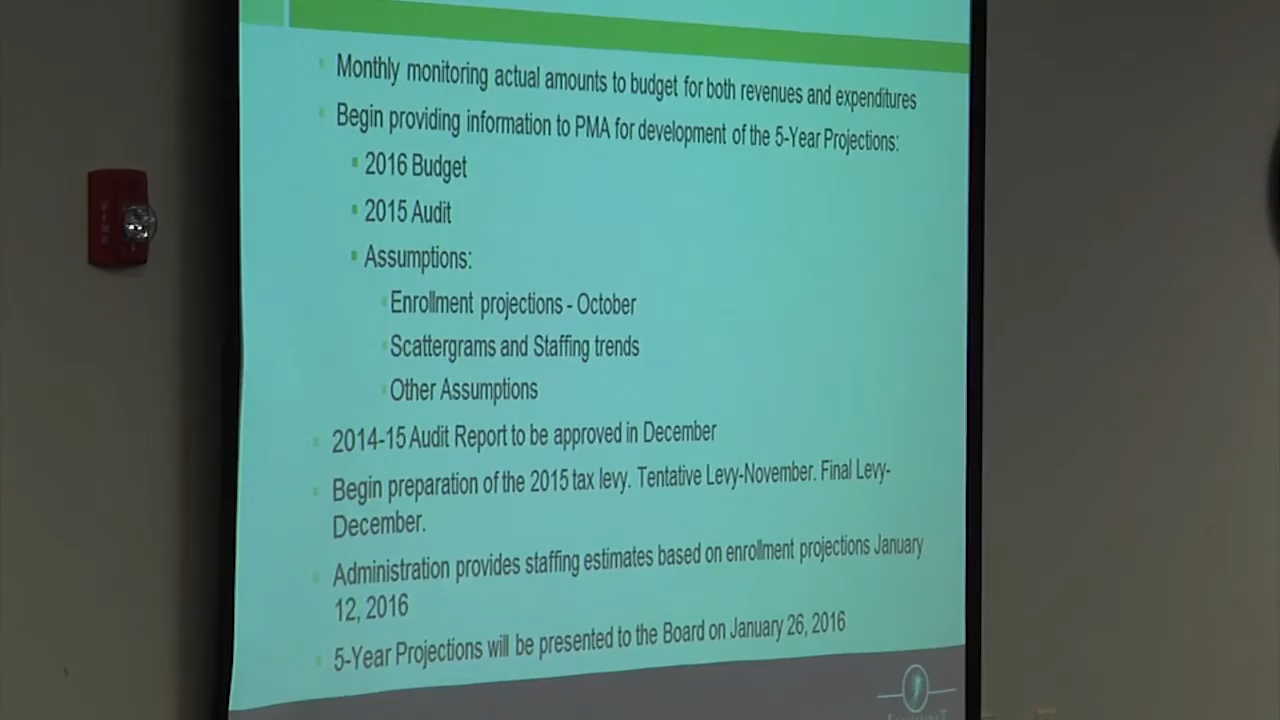 Monthly monitoring actual amounts to budget for both revenues and expenditures
Begin providing information to PMA for development of the 5-Year Projections:
2016 Budget
2015 Audit
Assumptions:
Enrollment projections - October
Scattergrams and Staffing trends
Other Assumptions
2014-15 Audit Report to be approved in December
Begin preparation of the 2015 tax levy. Tentative Levy-November. Final Levy-
December.
Administration provides staffing estimates based on enrollment projections January
12, 2016
5-Year Projections will be presented to the Board on January 26, 2016